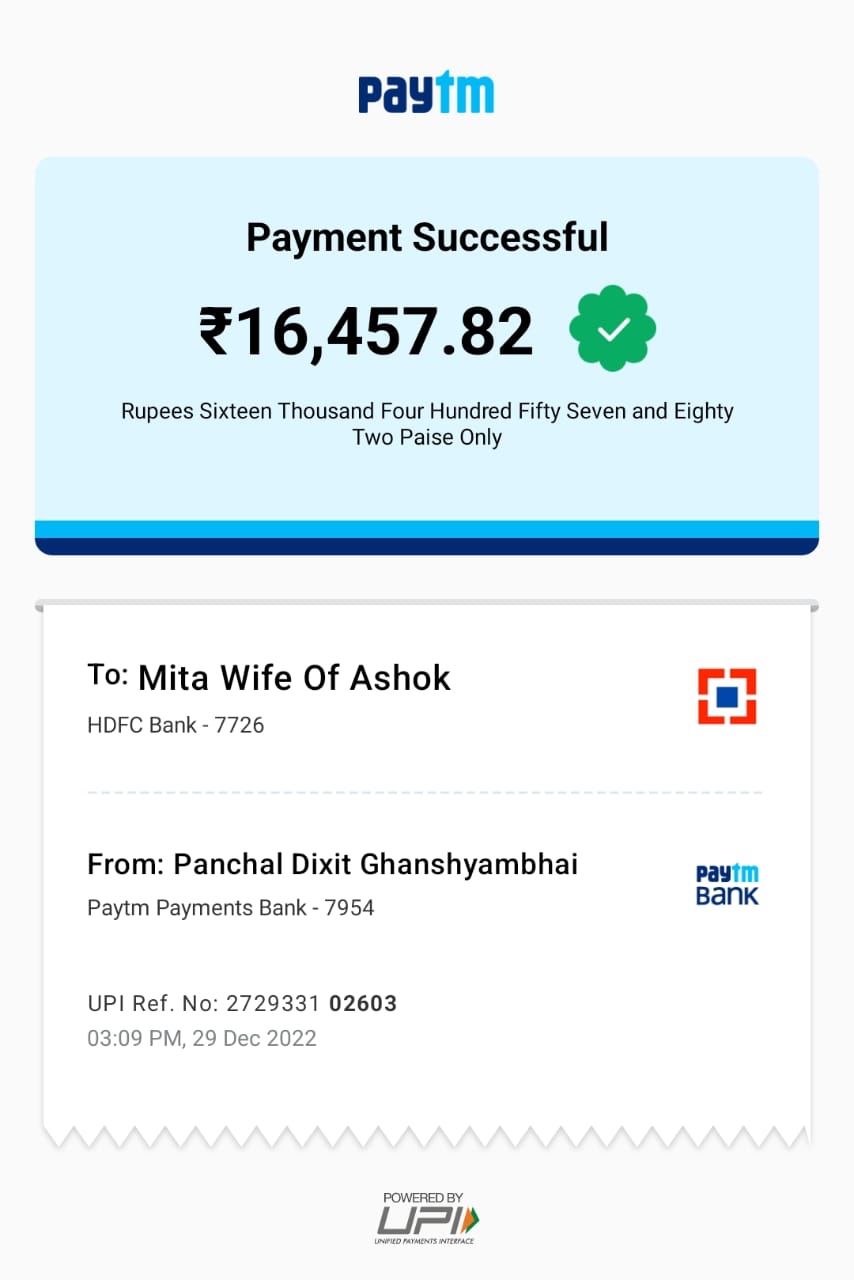 paytm
Payment Successful
₹16,457.82
Rupees Sixteen Thousand Four Hundred Fifty Seven and Eighty
Two Paise Only
To: Mita Wife Of Ashok
HDFC Bank - 7726
From: Panchal Dixit Ghanshyambhai
Paytm Payments Bank - 7954
paytm
BANK
UPI Ref. No: 2729331 02603
03:09 PM, 29 Dec 2022
POWERED BY
UPI
UNIFIED PAYMENTS INTERFACE